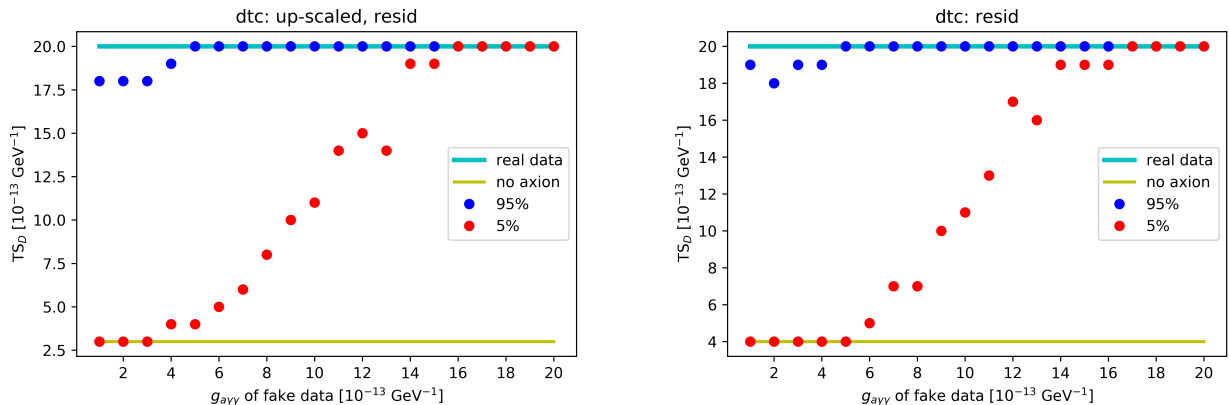 dtc: up-scaled, resid
TS_D [10^{-13} GeV^{-1}]
20.0
17.5
15.0
12.5
10.0
7.5
5.0
2.5
real data
no axion
95%
5%
2 4 6 8 10 12 14 16 18 20
g_{aγγ} of fake data [10^{-13} GeV^{-1}]
dtc: resid
TS_D [10^{-13} GeV^{-1}]
20
18
16
14
12
10
8
6
4
real data
no axion
95%
5%
2 4 6 8 10 12 14 16 18 20
g_{aγγ} of fake data [10^{-13} GeV^{-1}]